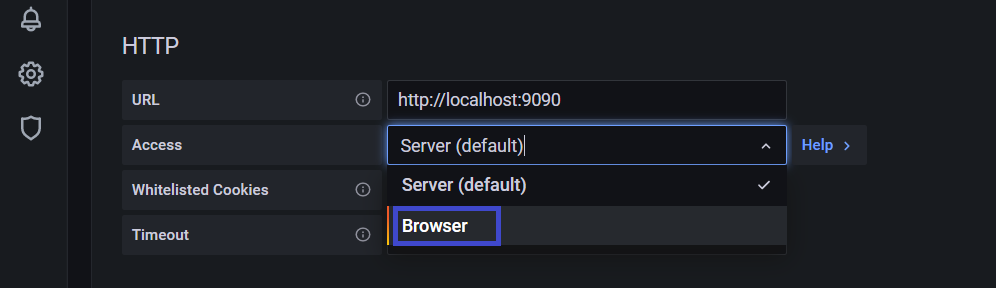 HTTP
URL
http://localhost:9090
Access
Server (default)
Help
Server (default)
Whitelisted Cookies
Browser
Timeout